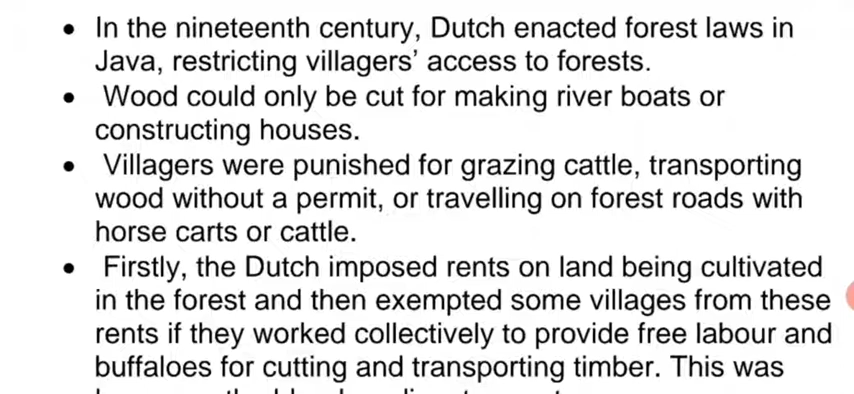 • In the nineteenth century, Dutch enacted forest laws in
Java, restricting villagers' access to forests.
• Wood could only be cut for making river boats or
constructing houses.
• Villagers were punished for grazing cattle, transporting
wood without a permit, or travelling on forest roads with
horse carts or cattle.
• Firstly, the Dutch imposed rents on land being cultivated
in the forest and then exempted some villages from these
rents if they worked collectively to provide free labour and
buffaloes for cutting and transporting timber. This was